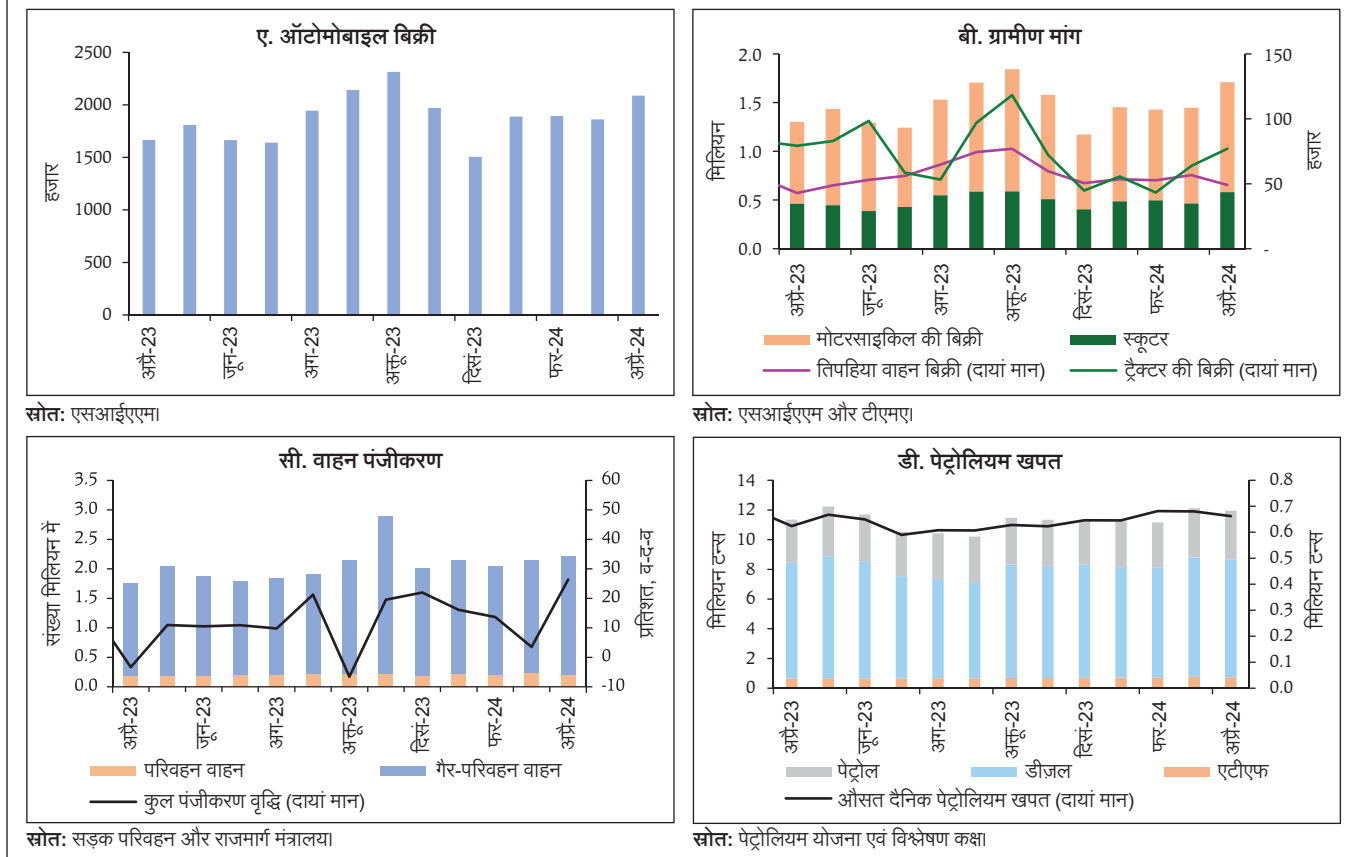 ए. ऑटोमोबाइल बिक्री
हजार
2500
2000
1500
1000
500
0
अप्रै-23
जून-23
अग-23
अक्तू-23
दिसं-23
फर-24
अप्रै-24
स्रोत: एसआईएएम।
बी. ग्रामीण मांग
मिलियन
2.0
1.5
1.0
0.5
0.0
150
100
50
-
हजार
अप्रै-23
जून-23
अग-23
अक्तू-23
दिसं-23
फर-24
अप्रै-24
मोटरसाइकिल की बिक्री
स्कूटर
तिपहिया वाहन बिक्री (दायां मान)
ट्रैक्टर की बिक्री (दायां मान)
स्रोत: एसआईएएम और टीएमए।
सी. वाहन पंजीकरण
संख्या मिलियन में
3.5
3.0
2.5
2.0
1.5
1.0
0.5
0.0
60
50
40
30
20
10
0
-10
प्रतिशत, व-द-व
अप्रै-23
जून-23
अग-23
अक्तू-23
दिसं-23
फर-24
अप्रै-24
परिवहन वाहन
गैर-परिवहन वाहन
कुल पंजीकरण वृद्धि (दायां मान)
स्रोत: सड़क परिवहन और राजमार्ग मंत्रालय।
डी. पेट्रोलियम खपत
मिलियन टन्स
14
12
10
8
6
4
2
0
0.8
0.7
0.6
0.5
0.4
0.3
0.2
0.1
0.0
मिलियन टन्स
अप्रै-23
जून-23
अग-23
अक्तू-23
दिसं-23
फर-24
अप्रै-24
पेट्रोल
डीज़ल
एटीएफ
औसत दैनिक पेट्रोलियम खपत (दायां मान)
स्रोत: पेट्रोलियम योजना एवं विश्लेषण कक्ष।